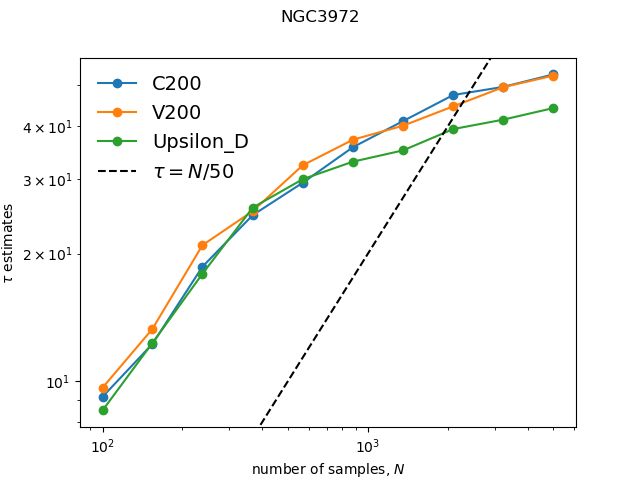 NGC3972
C200
V200
Upsilon_D
τ = N/50
4 × 10¹
3 × 10¹
2 × 10¹
10¹
τ estimates
10² 10³
number of samples, N